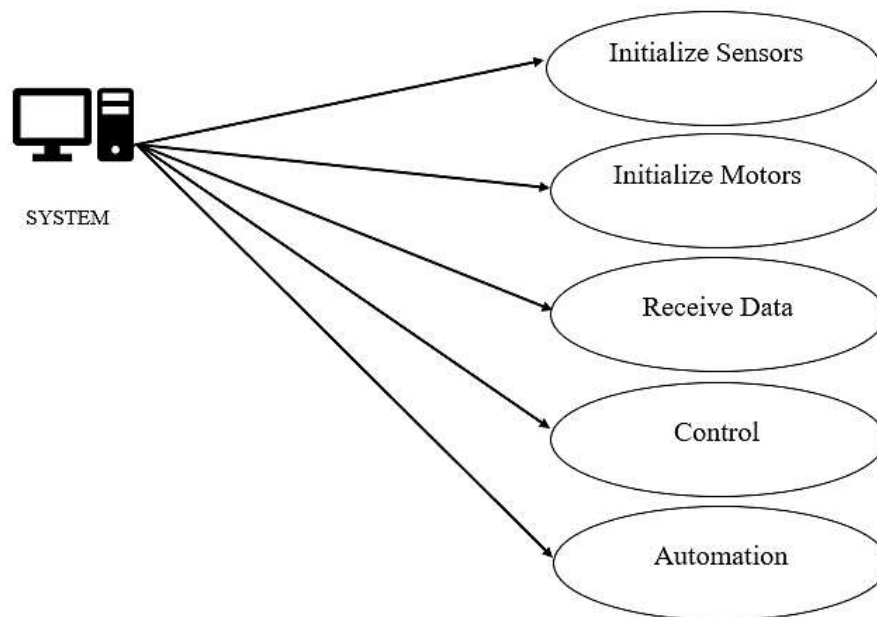 Initialize Sensors
Initialize Motors
SYSTEM
Receive Data
Control
Automation